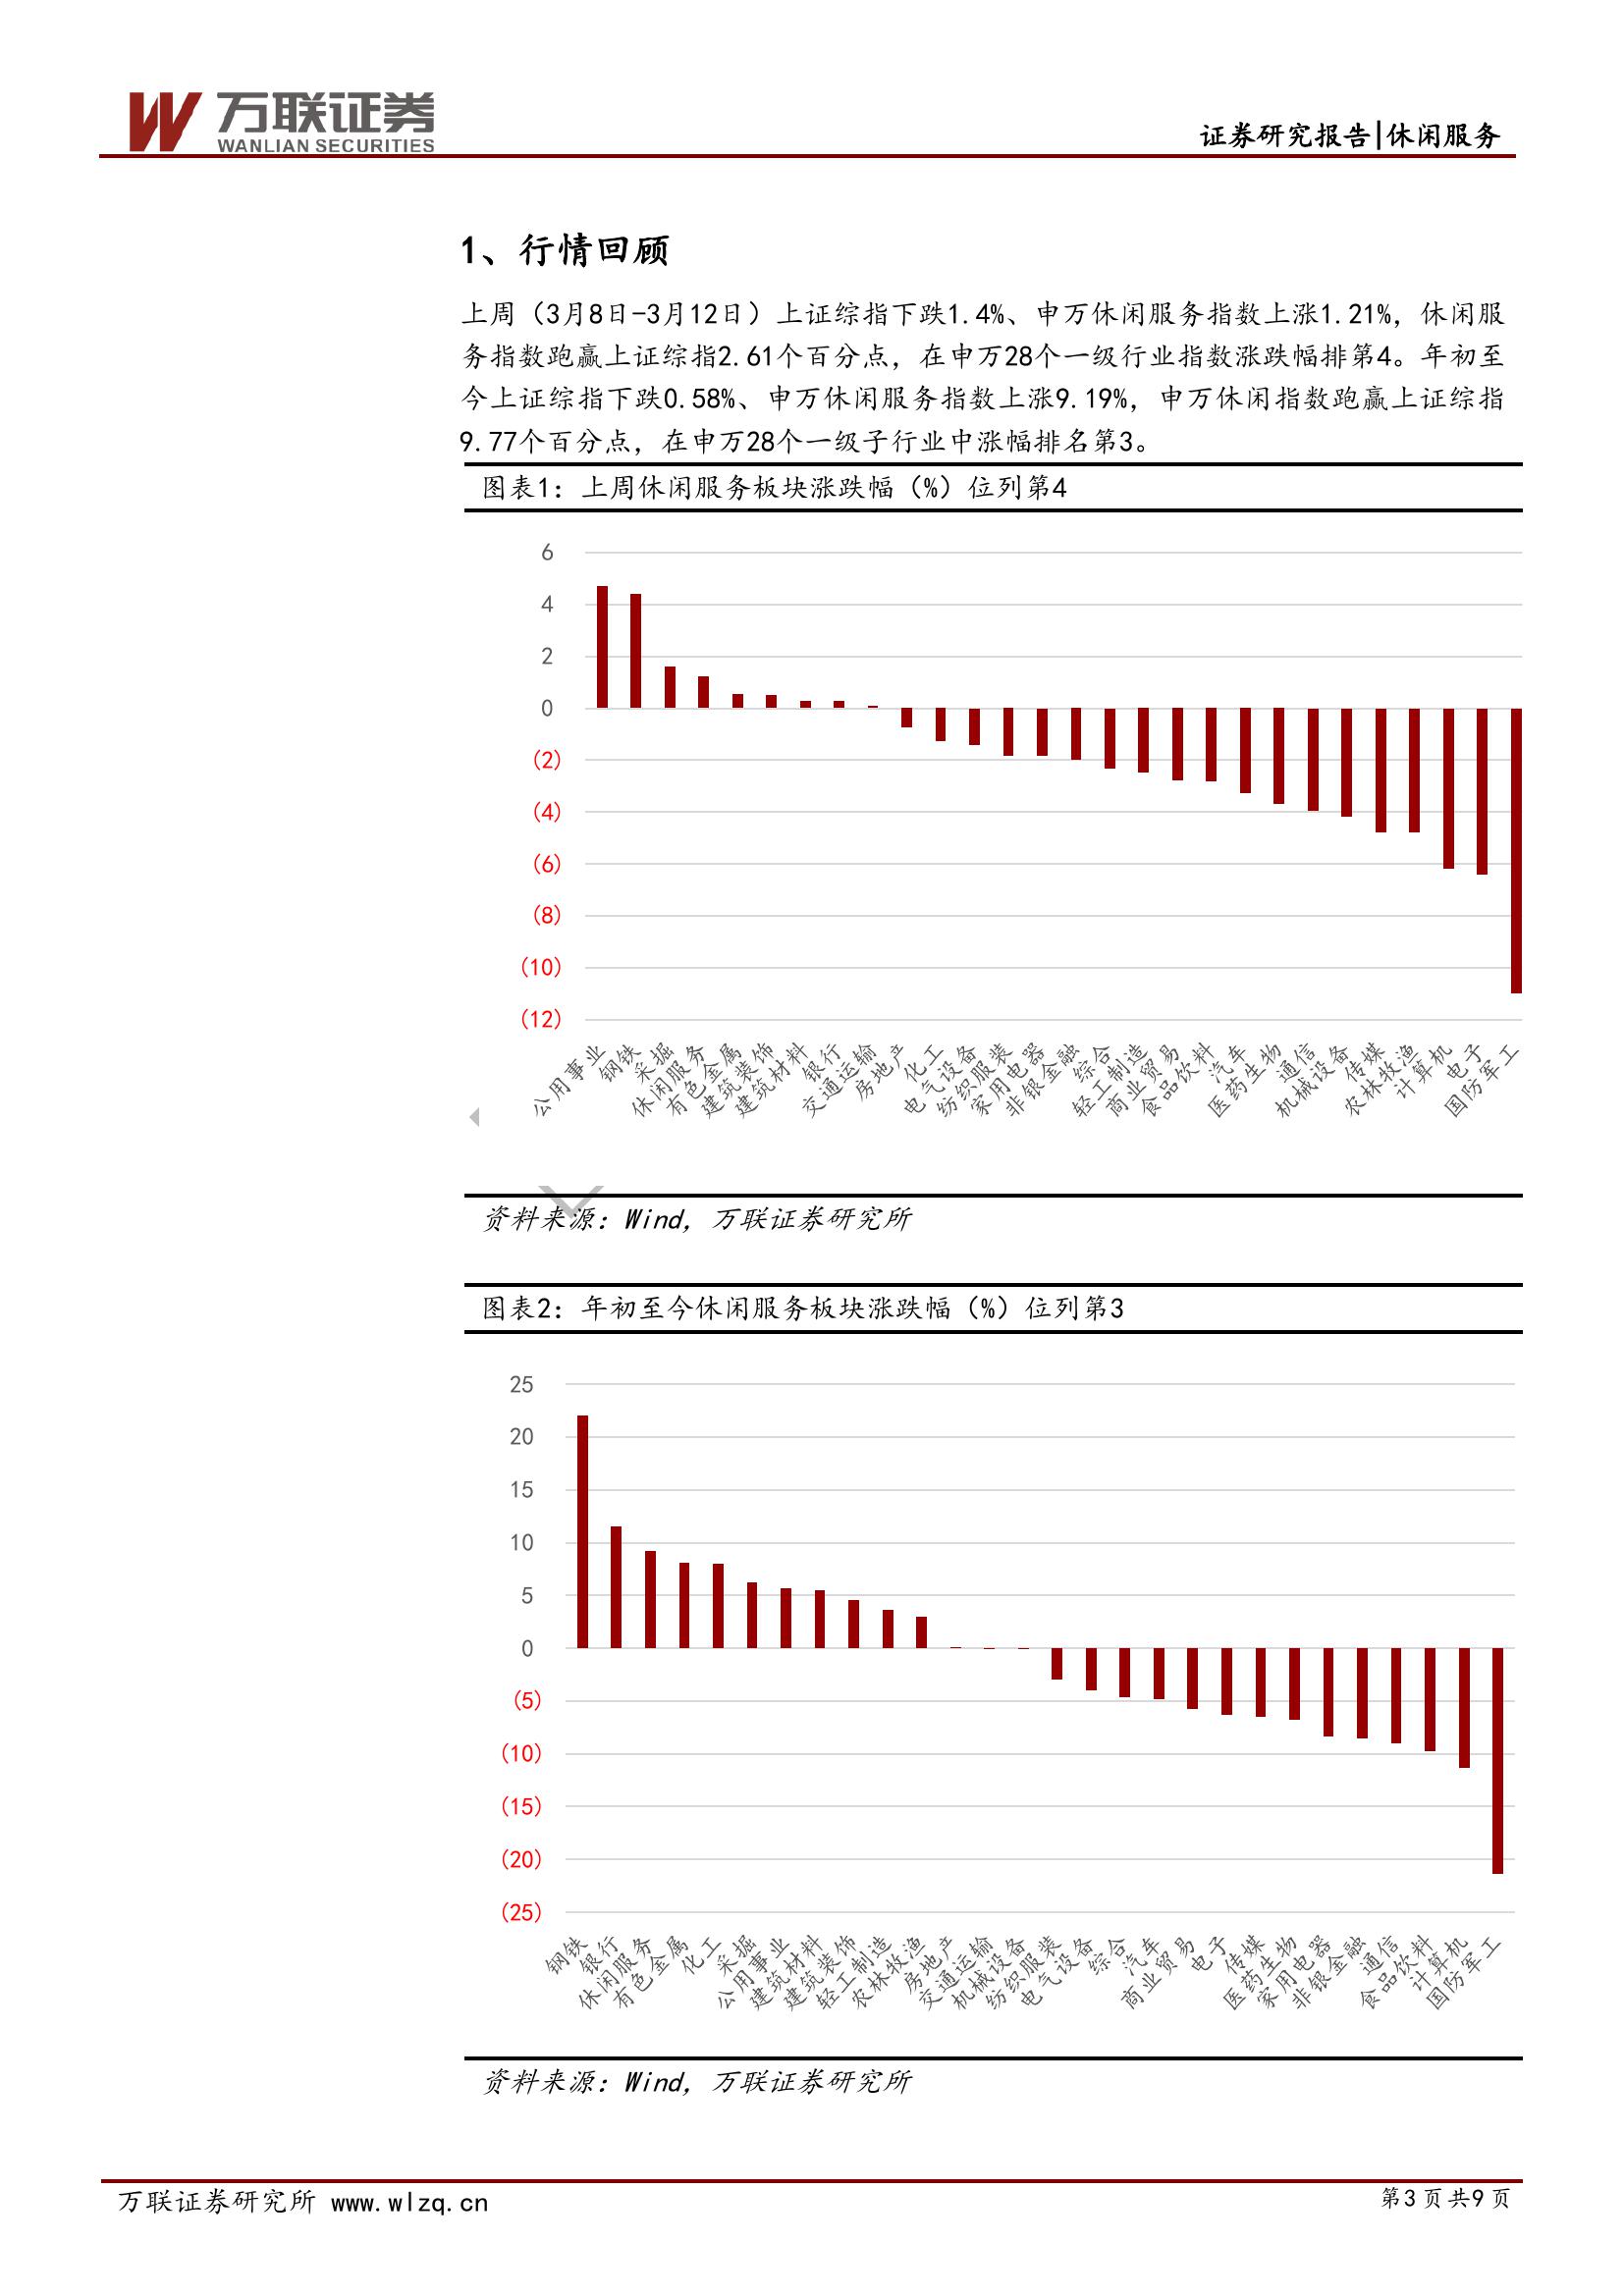 万联证券
WANLIAN SECURITIES
证券研究报告|休闲服务
1、行情回顾
上周（3月8日-3月12日）上证综指下跌1.4%、申万休闲服务指数上涨1.21%，休闲服
务指数跑赢上证综指2.61个百分点，在申万28个一级行业指数涨跌幅排第4。年初至
今上证综指下跌0.58%、申万休闲服务指数上涨9.19%，申万休闲指数跑赢上证综指
9.77个百分点，在申万28个一级子行业中涨幅排名第3。
图表1：上周休闲服务板块涨跌幅（%）位列第4
6
4
2
0
(2)
(4)
(6)
(8)
(10)
(12)
公用事业
钢铁
采掘
休闲服务
有色金属
建筑装饰
建筑材料
银行
交通运输
房地产
化工
电气设备
纺织服装
家用电器
非银金融
综合
轻工制造
商业贸易
食品饮料
汽车
医药生物
通信
机械设备
传媒
农林牧渔
计算机
电子
国防军工
资料来源：Wind，万联证券研究所
图表2：年初至今休闲服务板块涨跌幅（%）位列第3
25
20
15
10
5
0
(5)
(10)
(15)
(20)
(25)
钢铁
银行
休闲服务
有色金属
化工
采掘
公用事业
建筑材料
建筑装饰
轻工制造
农林牧渔
房地产
交通运输
机械设备
纺织服装
电气设备
综合
汽车
商业贸易
电子
传媒
医药生物
家用电器
非银金融
通信
食品饮料
计算机
国防军工
资料来源：Wind，万联证券研究所
万联证券研究所 www.wlzq.cn
第3页共9页